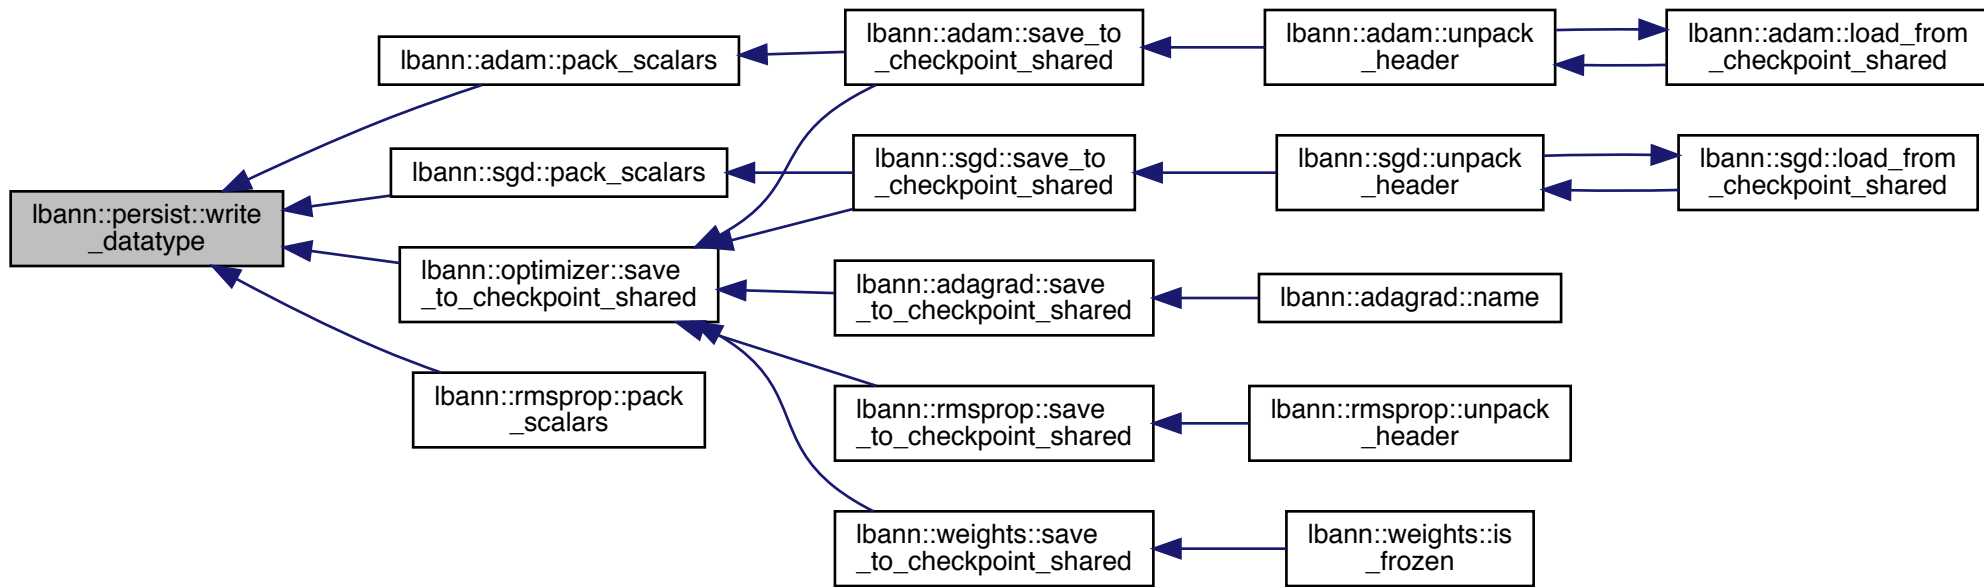 lbann::persist::write
_datatype
lbann::adam::pack_scalars
lbann::sgd::pack_scalars
lbann::optimizer::save
_to_checkpoint_shared
lbann::rmsprop::pack
_scalars
lbann::adam::save_to
_checkpoint_shared
lbann::sgd::save_to
_checkpoint_shared
lbann::adagrad::save
_to_checkpoint_shared
lbann::rmsprop::save
_to_checkpoint_shared
lbann::weights::save
_to_checkpoint_shared
lbann::adam::unpack
_header
lbann::sgd::unpack
_header
lbann::adagrad::name
lbann::rmsprop::unpack
_header
lbann::weights::is
_frozen
lbann::adam::load_from
_checkpoint_shared
lbann::sgd::load_from
_checkpoint_shared